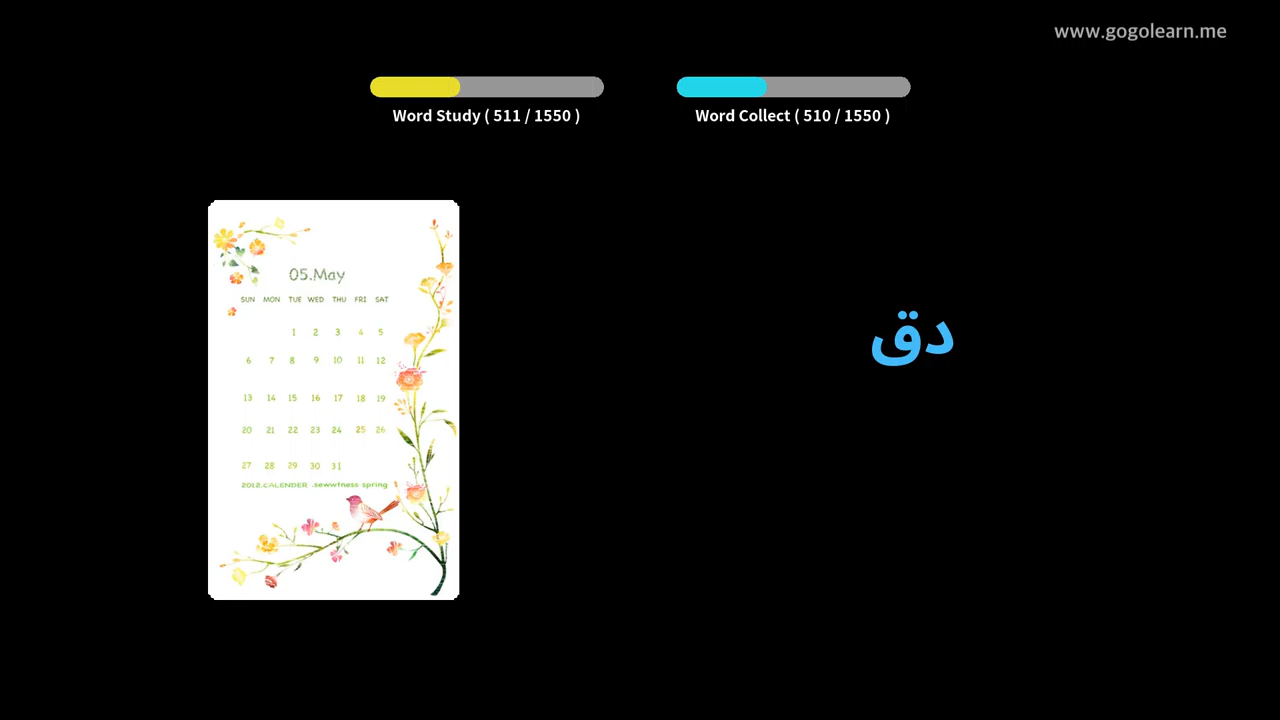 www.gogolearn.me
Word Study ( 511 / 1550 )
Word Collect ( 510 / 1550 )
05.May
SUN MON TUE WED THU FRI SAT
1 2 3 4 5
6 7 8 9 10 11 12
13 14 15 16 17 18 19
20 21 22 23 24 25 26
27 28 29 30 31
2012.CALENDER .sewwtness spring
دق